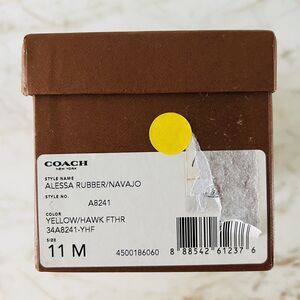 COACH
NEW YORK
STYLE NAME
ALESSA RUBBER/NAVAJO
STYLE NO.
A8241
COLOR
YELLOW/HAWK FTHR
34A8241-YHF
SIZE
11 M
4500186060
8 88542 61237 6